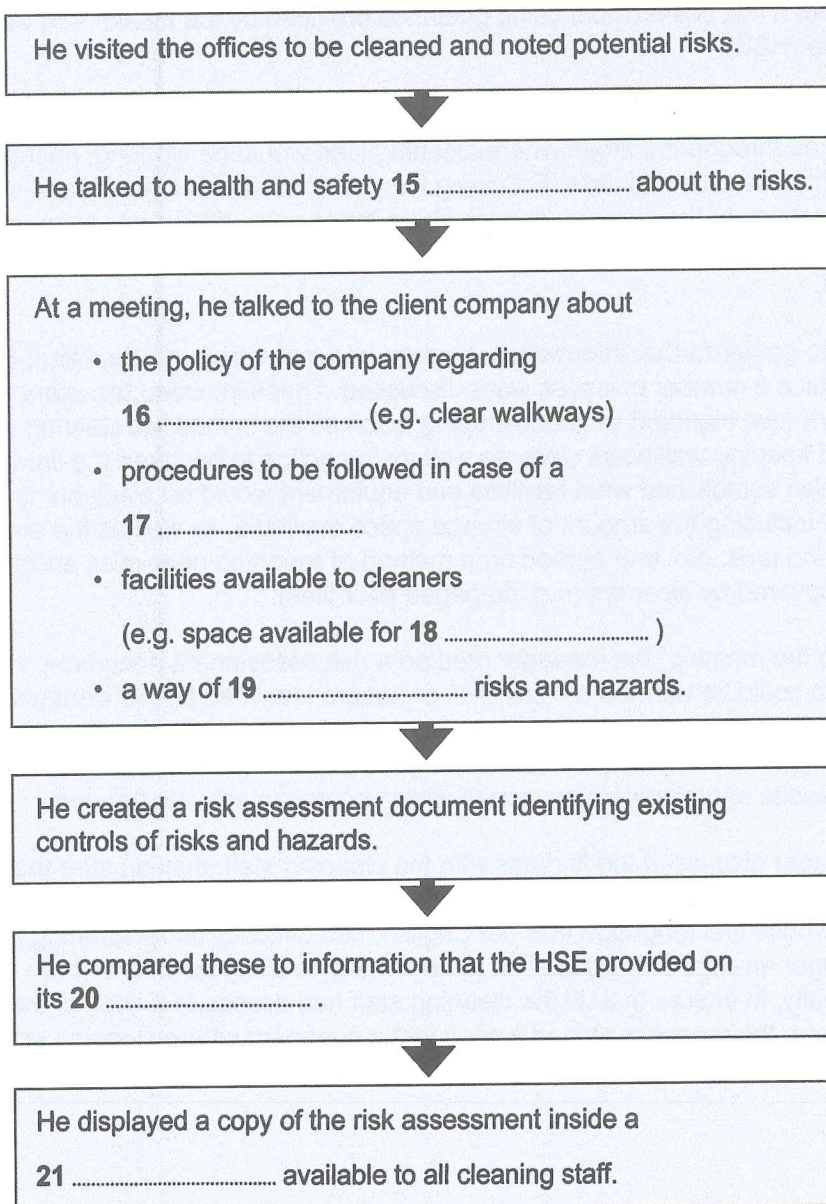 He visited the offices to be cleaned and noted potential risks.
He talked to health and safety 15 .................................. about the risks.
At a meeting, he talked to the client company about
• the policy of the company regarding
16 .................................. (e.g. clear walkways)
• procedures to be followed in case of a
17 ..................................
• facilities available to cleaners
(e.g. space available for 18 .................................. )
a way of 19 .................................. risks and hazards.
He created a risk assessment document identifying existing
controls of risks and hazards.
He compared these to information that the HSE provided on
its 20 ..................................
He displayed a copy of the risk assessment inside a
21 .................................. available to all cleaning staff.